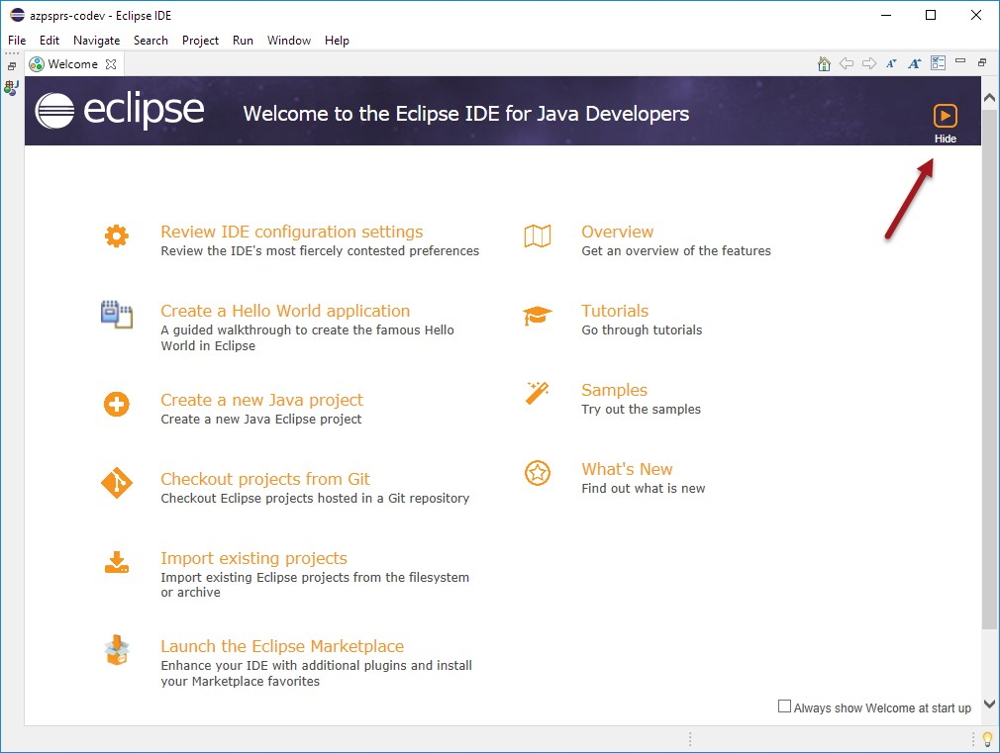 azpsprs-codev - Eclipse IDE
File Edit Navigate Search Project Run Window Help
Welcome
eclipse
Welcome to the Eclipse IDE for Java Developers
Hide
Review IDE configuration settings
Review the IDE's most fiercely contested preferences
Create a Hello World application
A guided walkthrough to create the famous Hello
World in Eclipse
Create a new Java project
Create a new Java Eclipse project
Checkout projects from Git
Checkout Eclipse projects hosted in a Git repository
Import existing projects
Import existing Eclipse projects from the filesystem
or archive
Launch the Eclipse Marketplace
Enhance your IDE with additional plugins and install
your Marketplace favorites
Overview
Get an overview of the features
Tutorials
Go through tutorials
Samples
Try out the samples
What's New
Find out what is new
Always show Welcome at start up